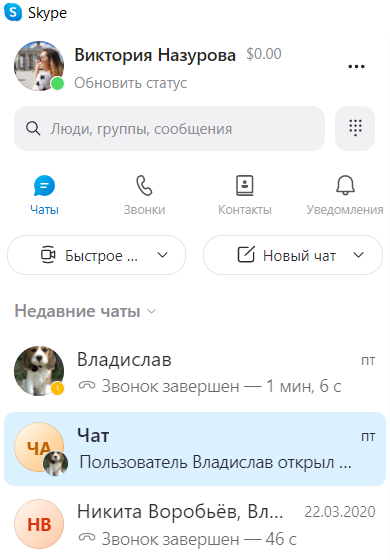 Skype
Виктория Назурова $0.00
Обновить статус
Люди, группы, сообщения
Чаты Звонки Контакты Уведомления
Быстрое ... Новый чат
Недавние чаты
Владислав пт
Звонок завершен — 1 мин, 6 с
ЧА
Чат пт
Пользователь Владислав открыл ...
НВ
Никита Воробьёв, Вл... 22.03.2020
Звонок завершен — 46 с